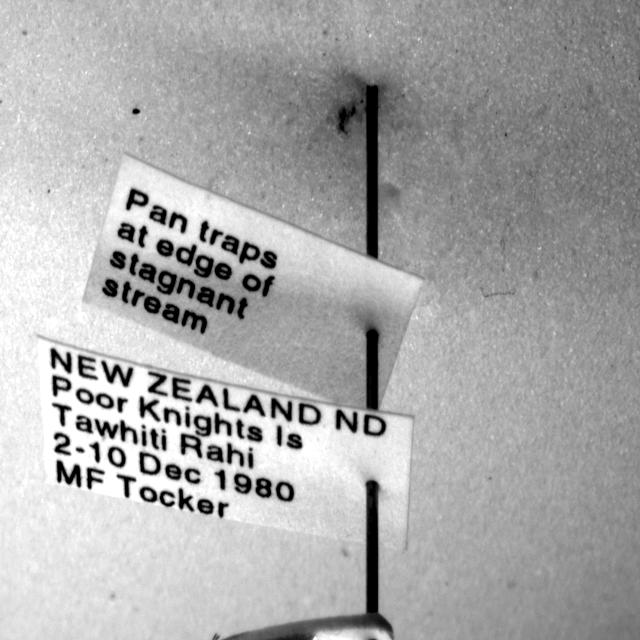 Pan traps
at edge of
stagnant
stream
NEW ZEALAND ND
Poor Knights Is
Tawhiti Rahi
2-10 Dec 1980
MF Tocker